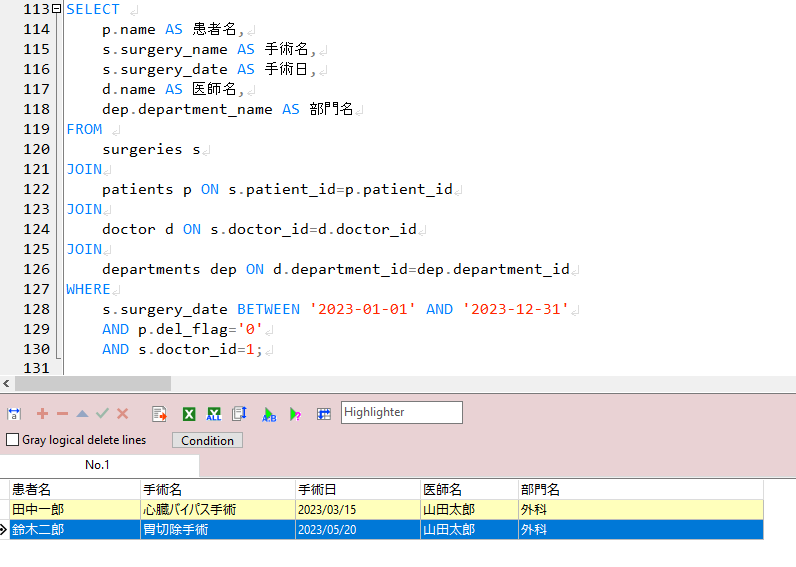 113 SELECT
114 p.name AS 患者名,
115 s.surgery_name AS 手術名,
116 s.surgery_date AS 手術日,
117 d.name AS 医師名,
118 dep.department_name AS 部門名
119 FROM
120 surgeries s
121 JOIN
122 patients p ON s.patient_id=p.patient_id
123 JOIN
124 doctor d ON s.doctor_id=d.doctor_id
125 JOIN
126 departments dep ON d.department_id=dep.department_id
127 WHERE
128 s.surgery_date BETWEEN '2023-01-01' AND '2023-12-31'
129 AND p.del_flag='0'
130 AND s.doctor_id=1;
131
a ALL A:B ? Highlighter
Gray logical delete lines Condition
No.1
患者名 手術名 手術日 医師名 部門名
田中一郎 心臓バイパス手術 2023/03/15 山田太郎 外科
鈴木二郎 胃切除手術 2023/05/20 山田太郎 外科